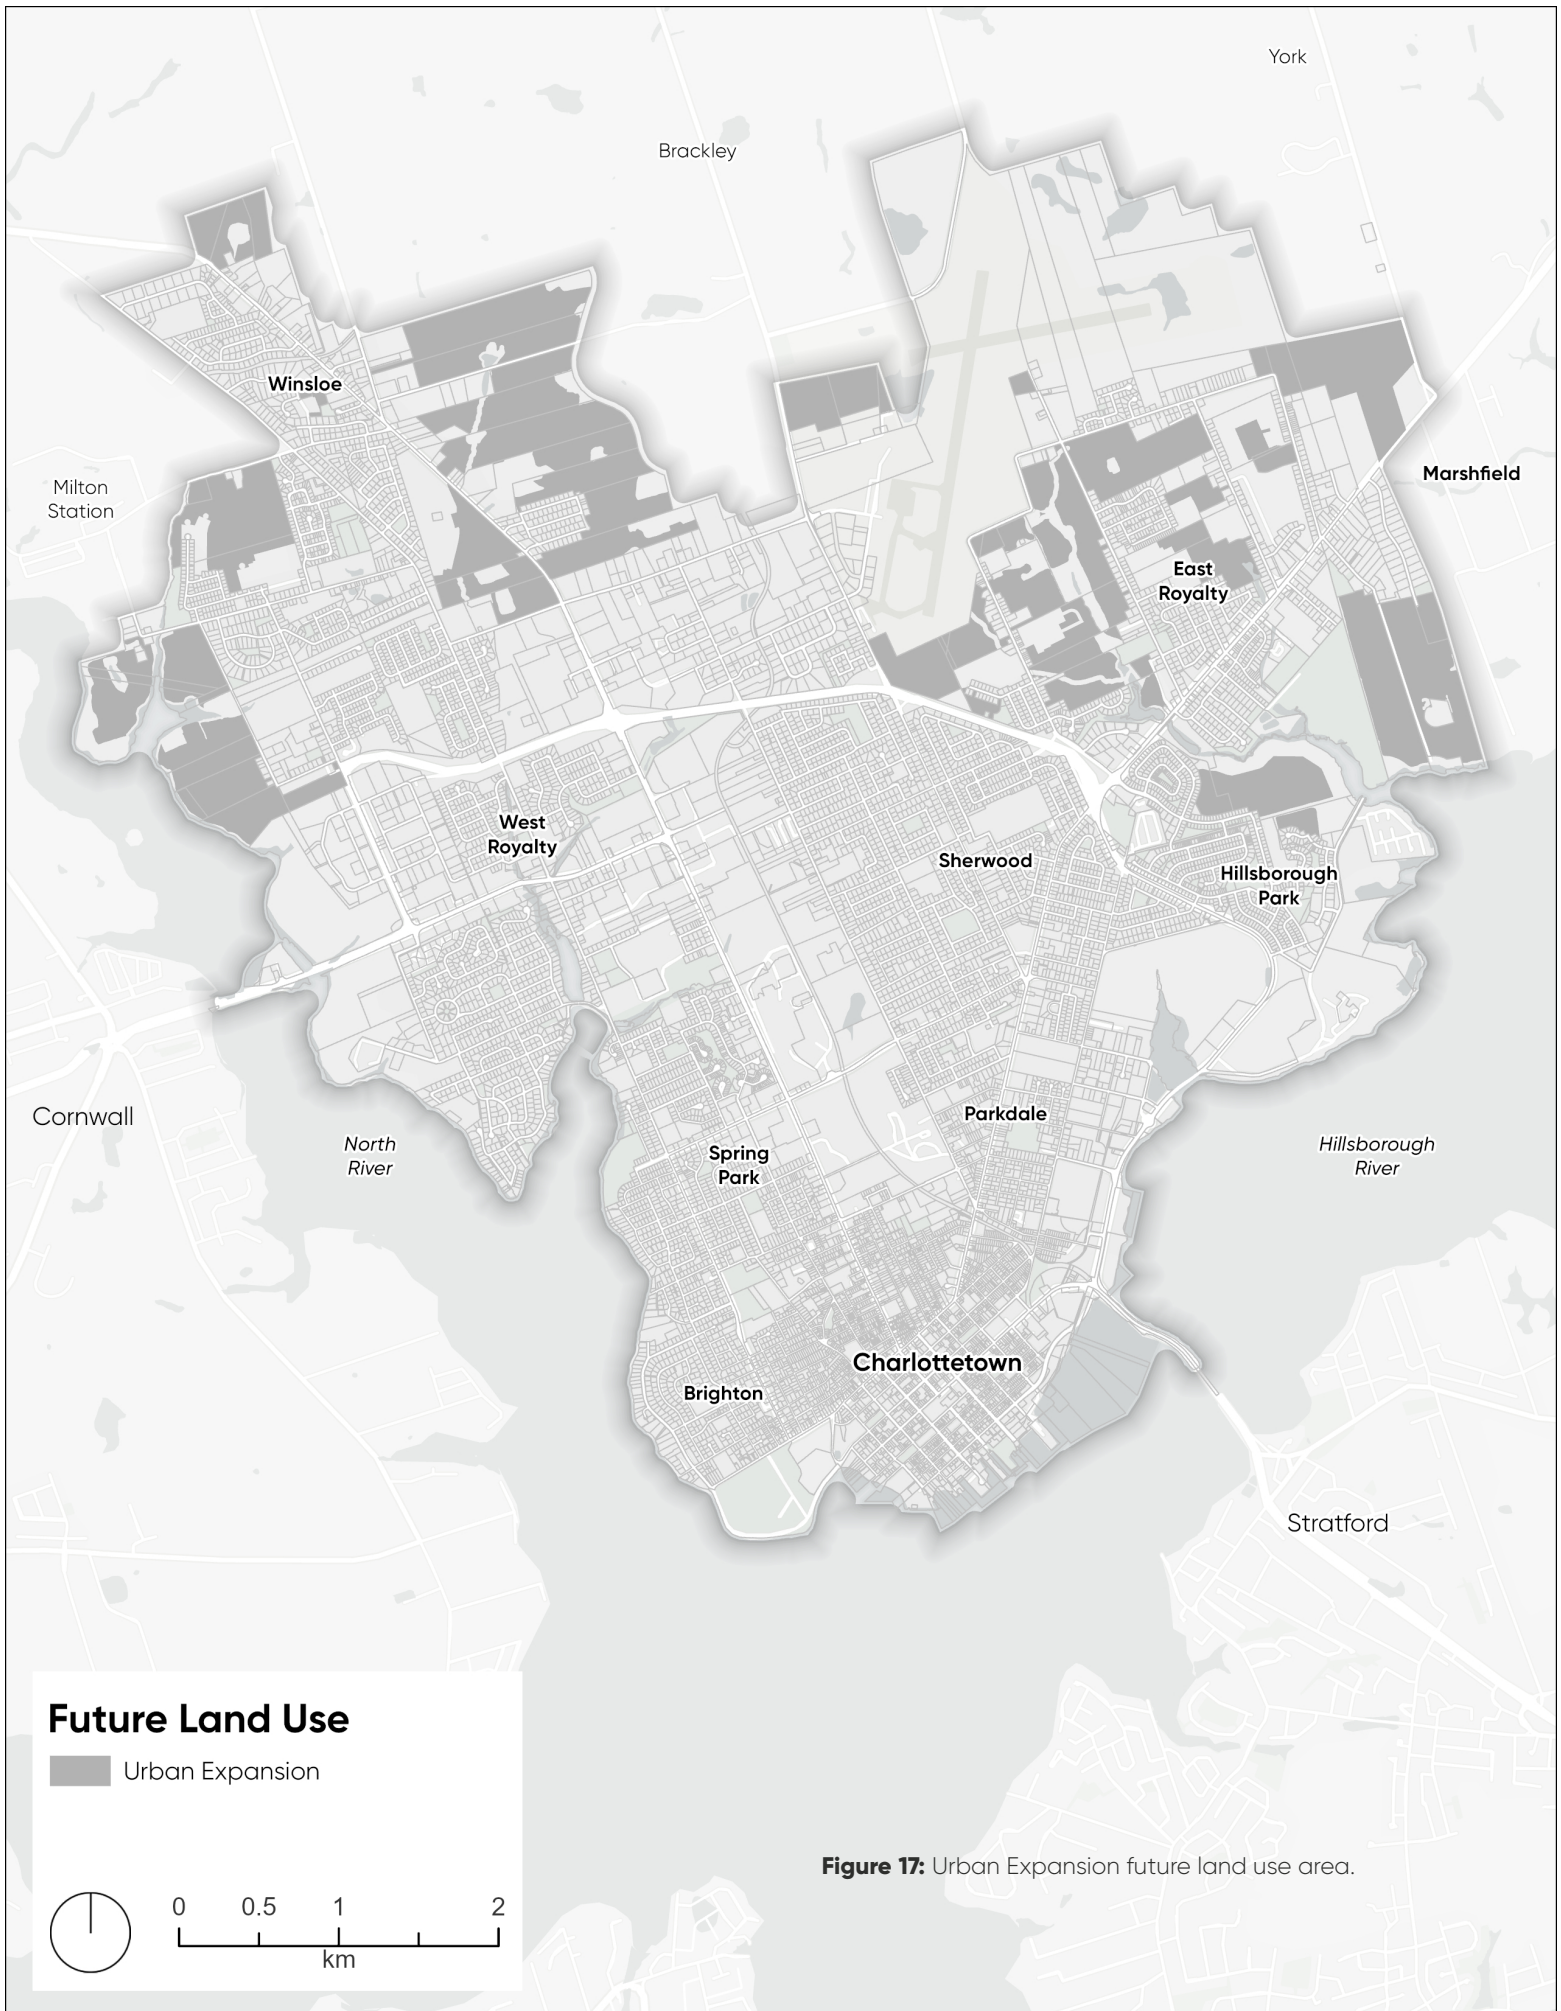 York
Brackley
Winsloe
Milton
Station
Marshfield
East
Royalty
West
Royalty
Sherwood
Hillsborough
Park
Cornwall
North
River
Parkdale
Spring
Park
Hillsborough
River
Charlottetown
Brighton
Stratford
Future Land Use
Urban Expansion
Figure 17: Urban Expansion future land use area.
0 0.5 1 2
km